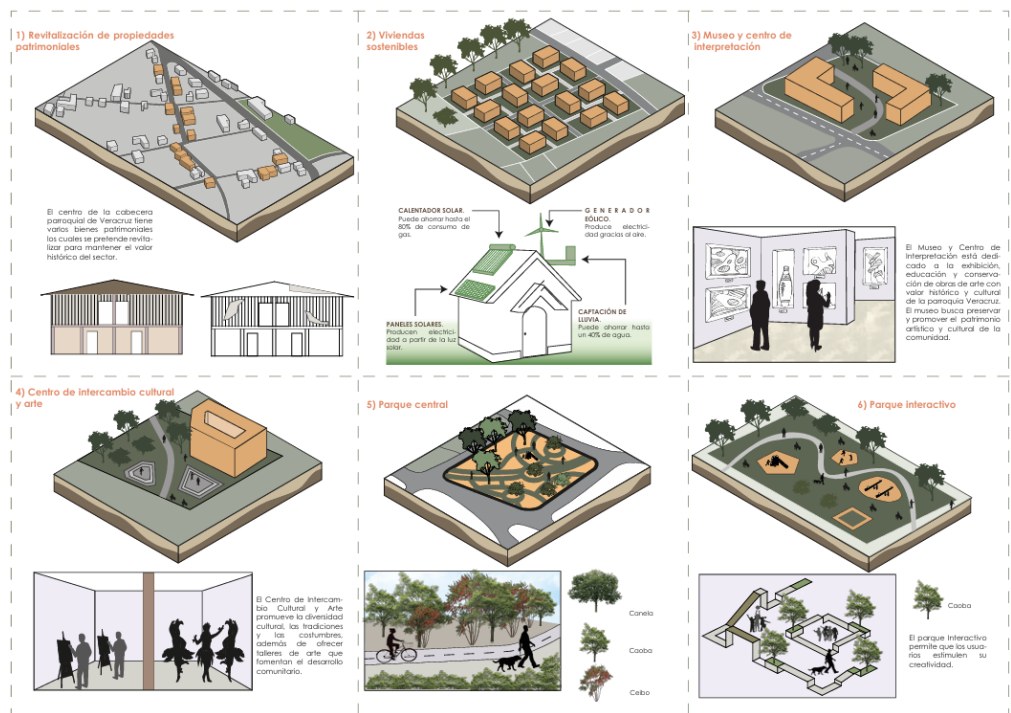 1) Revitalización de propiedades
patrimoniales
El centro de la cabecera
parroquial de Veracruz tiene
varios bienes patrimoniales
los cuales se pretende revita-
lizar para mantener el valor
histórico del sector.
2) Viviendas
sostenibles
CALENTADOR SOLAR.
Puede ahorrar hasta el
80% de consumo de
gas.
GENERADOR
EÓLICO.
Produce electrici-
dad gracias al aire.
PANELES SOLARES.
Producen electrici-
dad a partir de la luz
solar.
CAPTACIÓN DE
LLUVIA.
Puede ahorrar hasta
un 40% de agua.
3) Museo y centro de
interpretación
El Museo y Centro de
Interpretación está dedi-
cado a la exhibición,
educación y conserva-
ción de obras de arte con
valor histórico y cultural
de la parroquia Veracruz.
El museo busca preservar
y promover el patrimonio
artístico y cultural de la
comunidad.
4) Centro de intercambio cultural
y arte
El Centro de Intercam-
bio Cultural y Arte
promueve la diversidad
cultural, las tradiciones
y las costumbres,
además de ofrecer
talleres de arte que
fomentan el desarrollo
comunitario.
5) Parque central
Canelo
Caoba
Ceibo
6) Parque interactivo
Caoba
El parque Interactivo
permite que los usua-
rios estimulen su
creatividad.